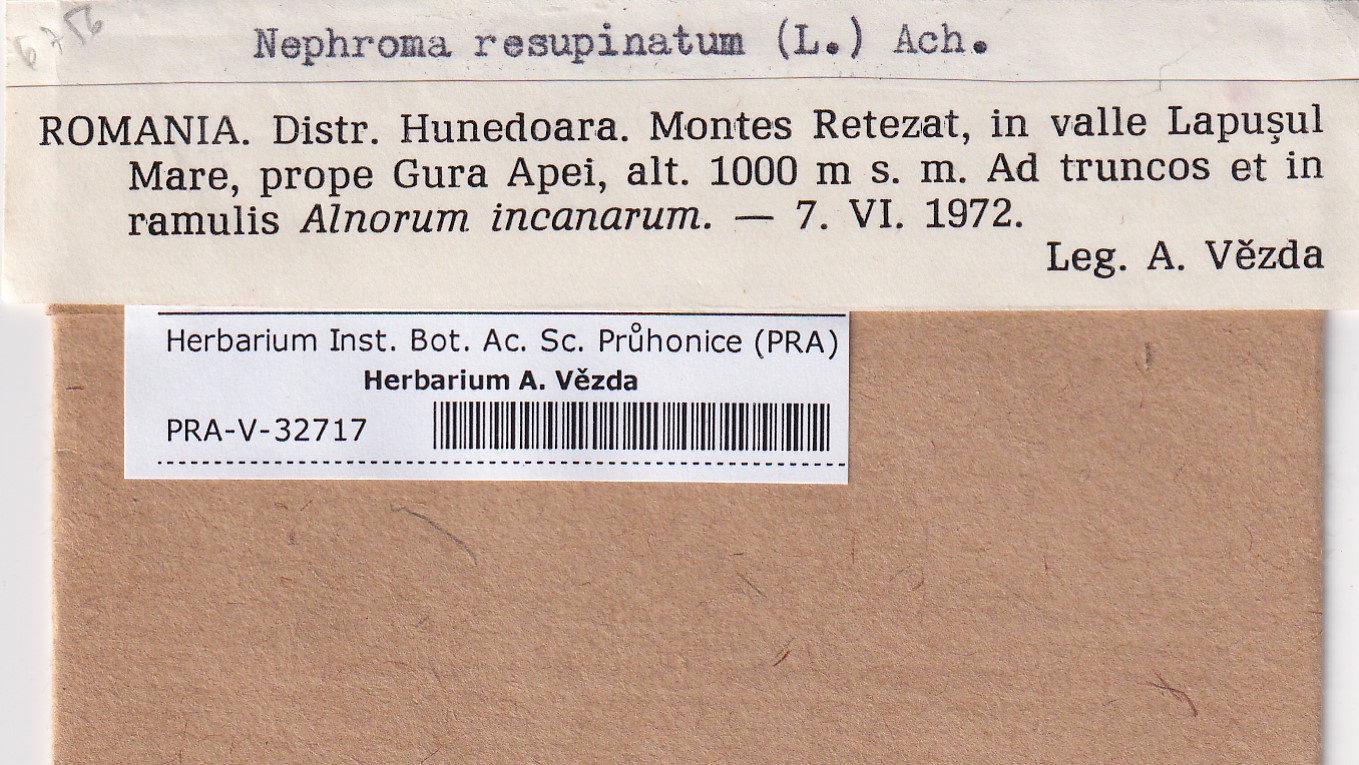 6756
Nephroma resupinatum (L.) Ach.
ROMANIA. Distr. Hunedoara. Montes Retezat, in valle Lapuşul
Mare, prope Gura Apei, alt. 1000 m s. m. Ad truncos et in
ramulis Alnorum incanarum. — 7. VI. 1972.
Leg. A. Vězda
Herbarium Inst. Bot. Ac. Sc. Průhonice (PRA)
Herbarium A. Vězda
PRA-V-32717